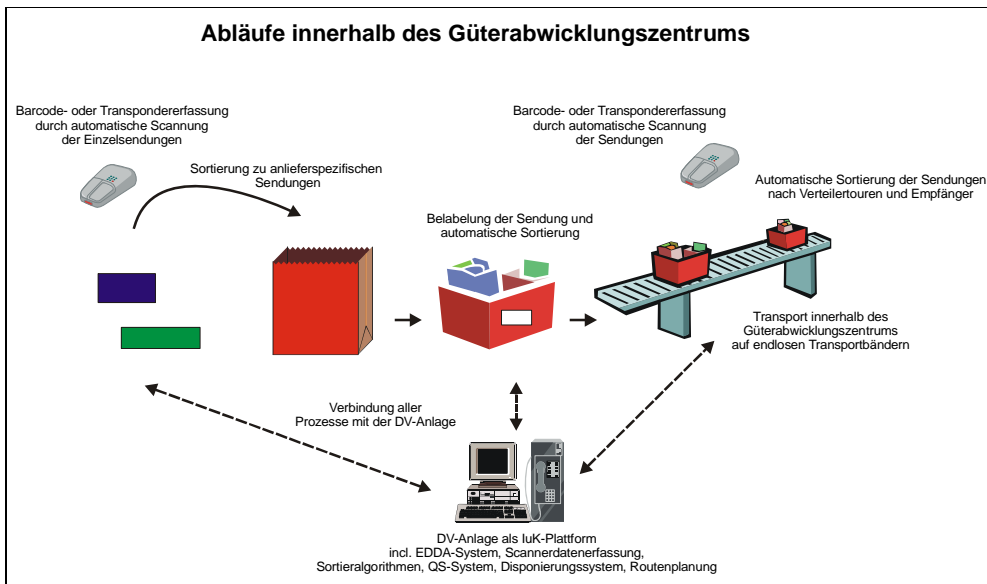 Abläufe innerhalb des Güterabwicklungszentrums
Barcode- oder Transpondererfassung
durch automatische Scannung
der Einzelsendungen
Sortierung zu anlieferspezifischen
Sendungen
Belabelung der Sendung und
automatische Sortierung
Barcode- oder Transpondererfassung
durch automatische Scannung
der Sendungen
Automatische Sortierung der Sendungen
nach Verteilertouren und Empfänger
Transport innerhalb des
Güterabwicklungszentrums
auf endlosen Transportbändern
Verbindung aller
Prozesse mit der DV-Anlage
DV-Anlage als IuK-Plattform
incl. EDDA-System, Scannerdatenerfassung,
Sortieralgorithmen, QS-System, Disponierungssystem, Routenplanung